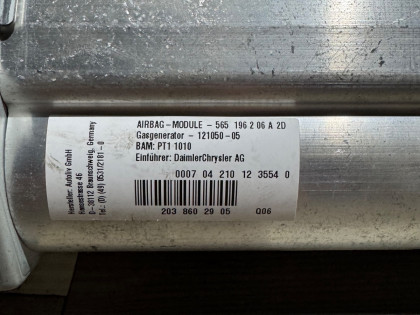 AIRBAG-MODULE - 565 196 2 06 A 2D
Gasgenerator - 121050-05
BAM: PT1 1010
Einführer: DaimlerChrysler AG
0007 04 210 12 3554 0
203 860 29 05 Q06
Hersteller: Autoliv GmbH
D-38112 Braunschweig, Germany
Tel.: (0) (49) 0531/2181-0